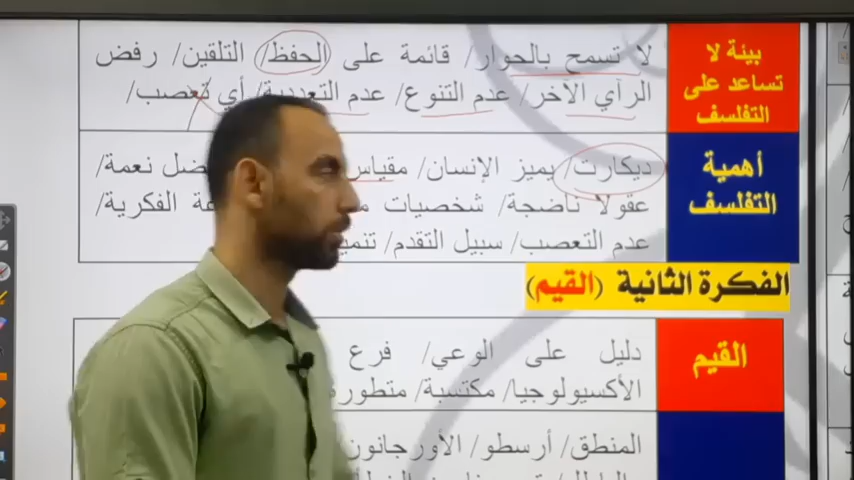 بيئة لا
تساعد على
التفلسف
لا تسمح بالحوار/ قائمة على الحفظ/ التلقين/ رفض
الرأي الآخر/ عدم التنوع/ عدم التعددية/ أي تعصب/
أهمية
التفلسف
ديكارت/ يميز الإنسان/ مقياس ضل نعمة/
عقولا ناضجة/ شخصيات ة الفكرية/
عدم التعصب/ سبيل التقدم/
الفكرة الثانية (القيم)
القيم
دليل على الوعي/ فرع
الأكسيولوجيا/ مكتسبة/ متطورة
المنطق/ أرسطو/ الأورجانون